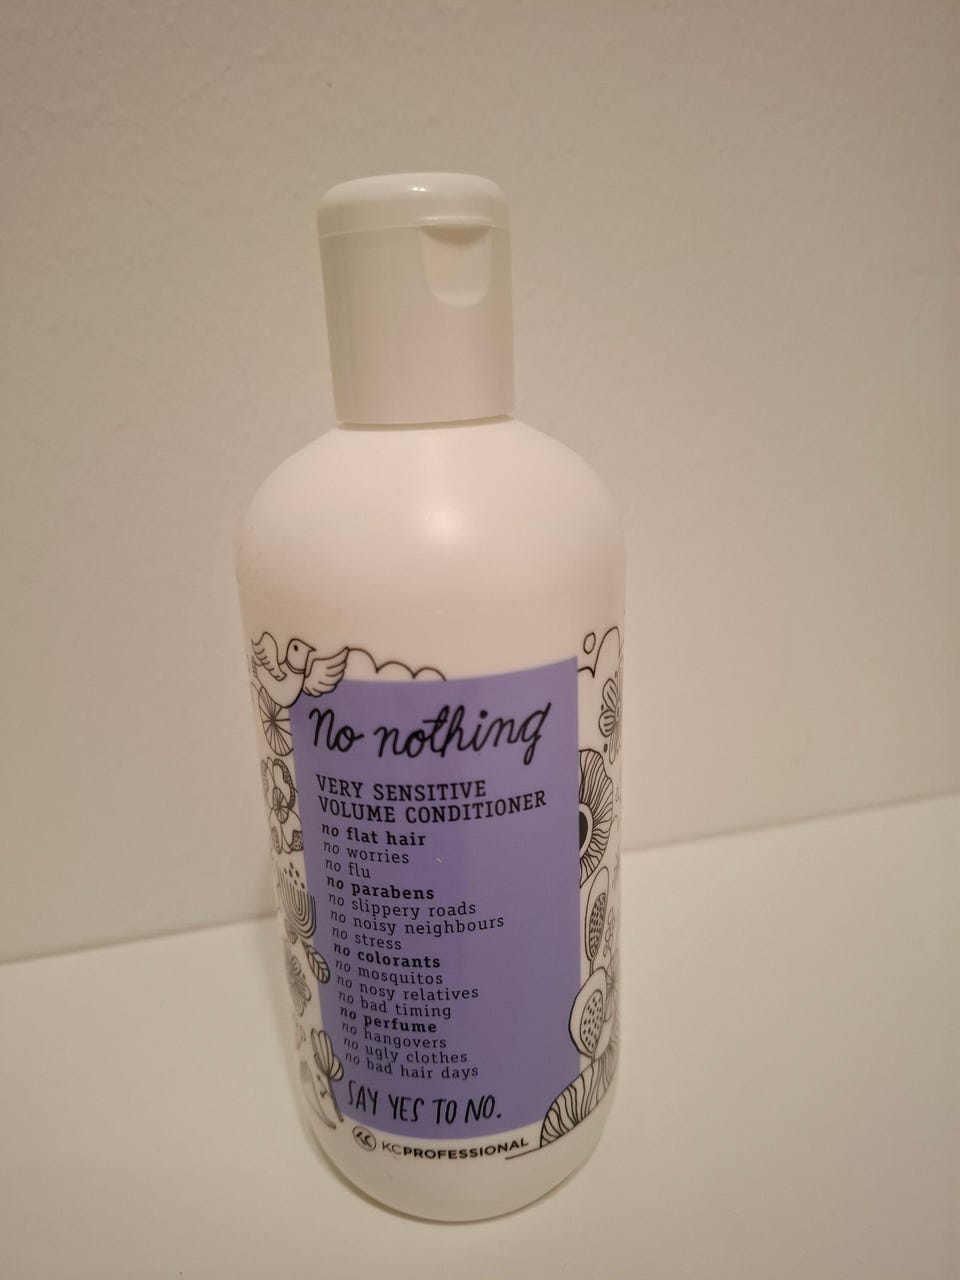 No nothing
VERY SENSITIVE
VOLUME CONDITIONER
no flat hair
no worries
no flu
no parabens
no slippery roads
no noisy neighbours
no stress
no colorants
no mosquitos
no nosy relatives
no bad timing
no perfume
no hangovers
no ugly clothes
no bad hair days
SAY YES TO NO.
KC KCPROFESSIONAL